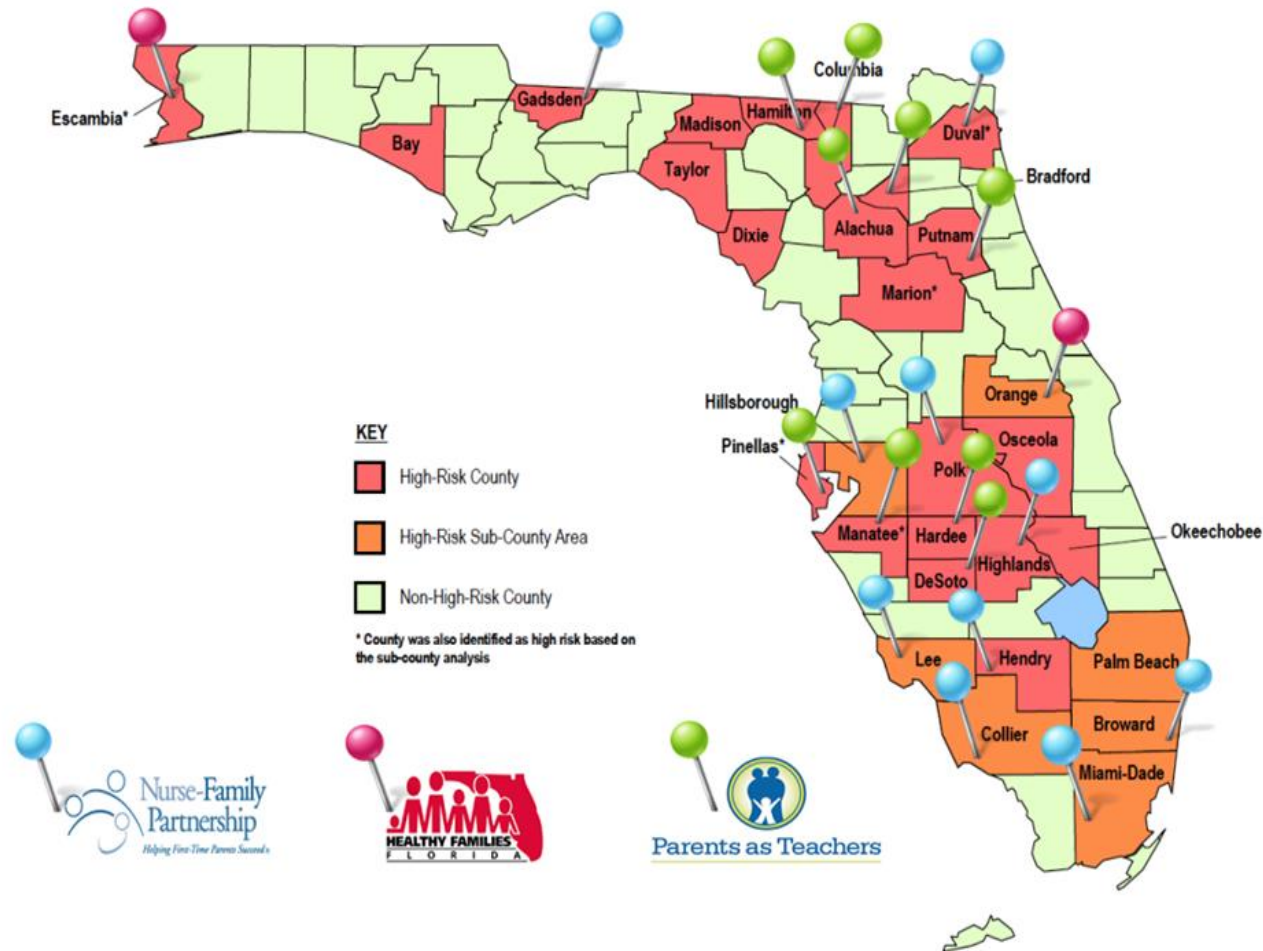 Columbia
Escambia*
Gadsden
Hamilton
Madison
Duval*
Bay
Taylor
Bradford
Dixie
Alachua
Putnam
Marion*
Orange
Hillsborough
Osceola
Pinellas*
Polk
Manatee*
Hardee
Okeechobee
Highlands
DeSoto
Lee
Hendry
Palm Beach
Collier
Broward
Miami-Dade
KEY
High-Risk County
High-Risk Sub-County Area
Non-High-Risk County
* County was also identified as high risk based on
the sub-county analysis
Nurse-Family
Partnership
Helping First-Time Parents Succeed
HEALTHY FAMILIES
FLORIDA
Parents as Teachers